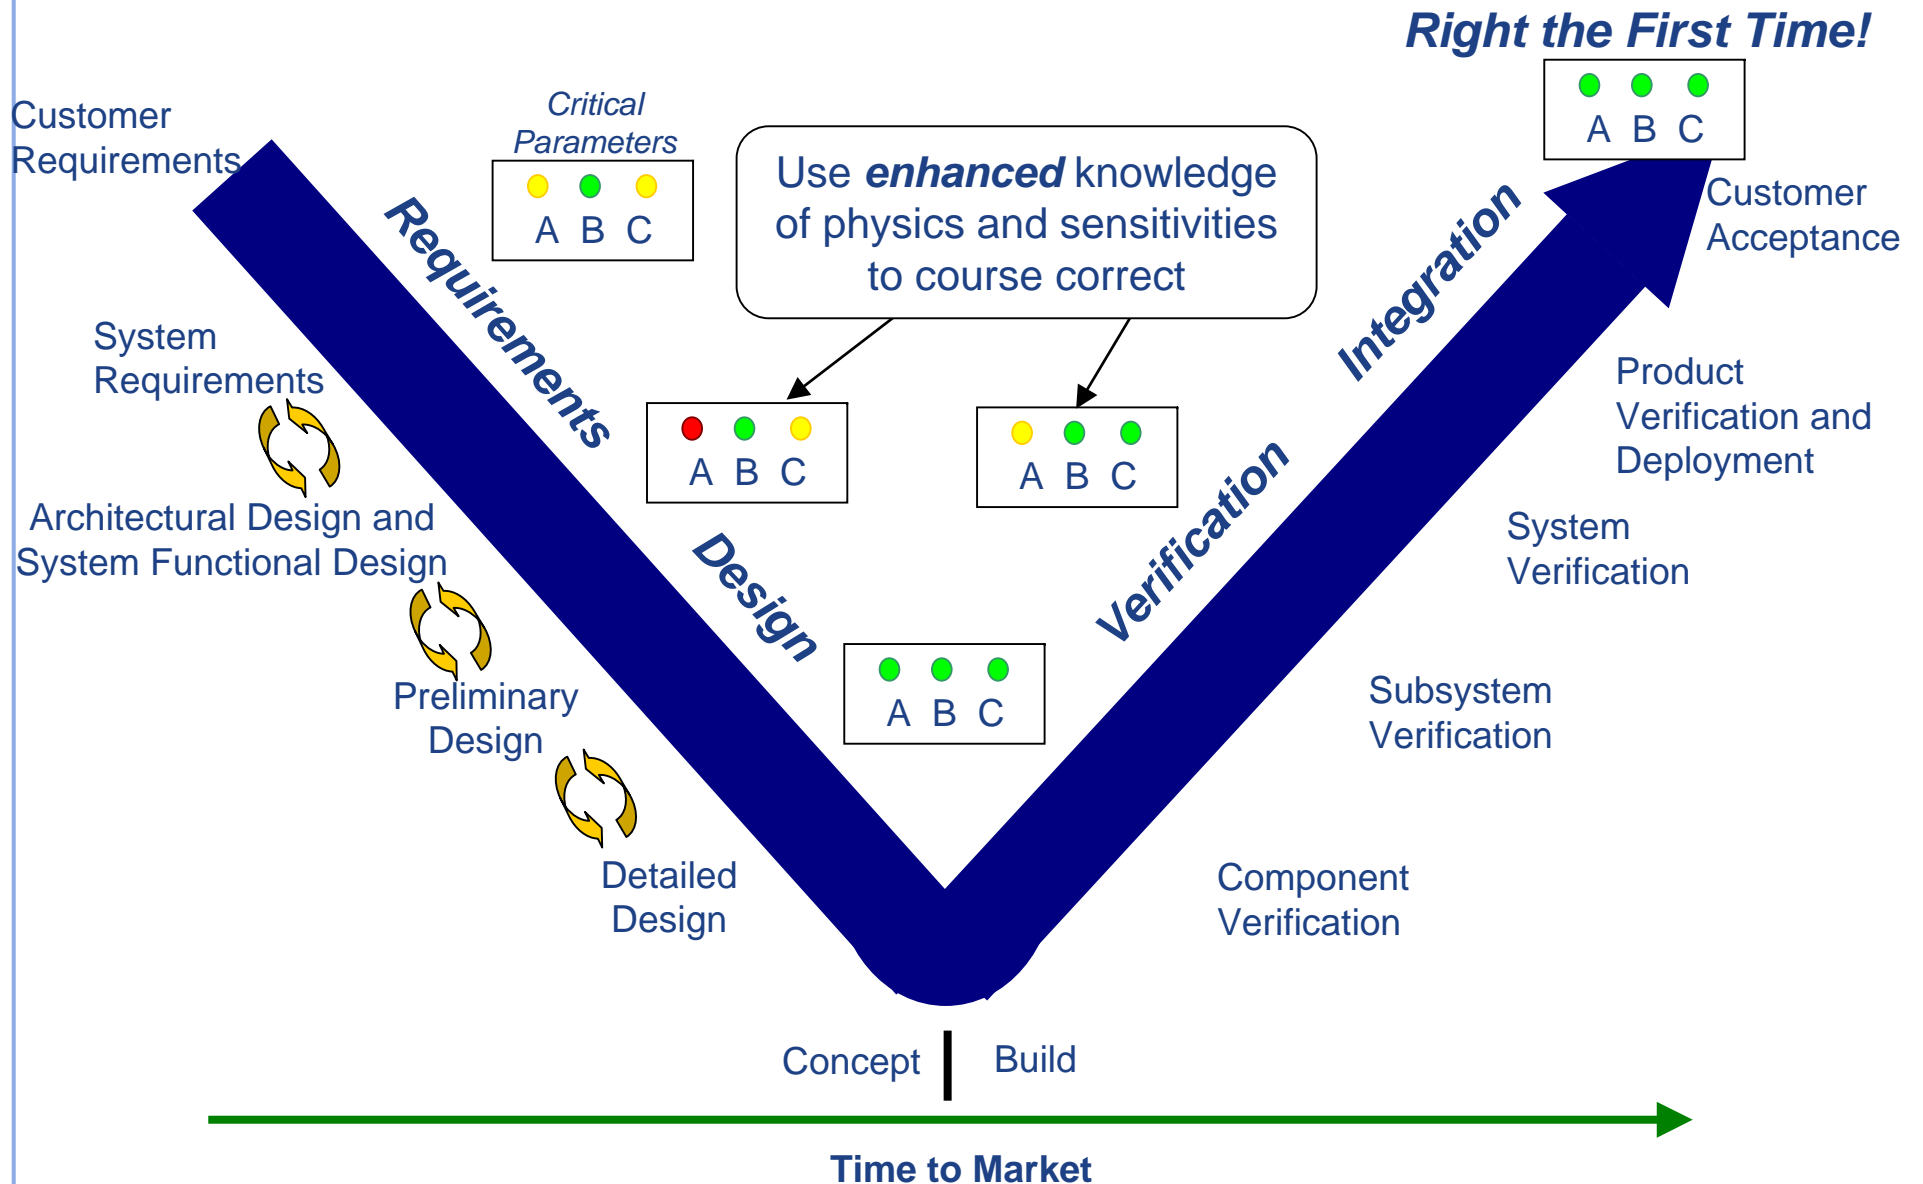 Right the First Time!
A B C
Customer
Requirements
Critical
Parameters
A B C
Use enhanced knowledge
of physics and sensitivities
to course correct
Customer
Acceptance
Requirements
Integration
System
Requirements
Product
Verification and
Deployment
A B C
A B C
Architectural Design and
System Functional Design
Design
Verification
System
Verification
Preliminary
Design
A B C
Subsystem
Verification
Detailed
Design
Component
Verification
Concept
Build
Time to Market